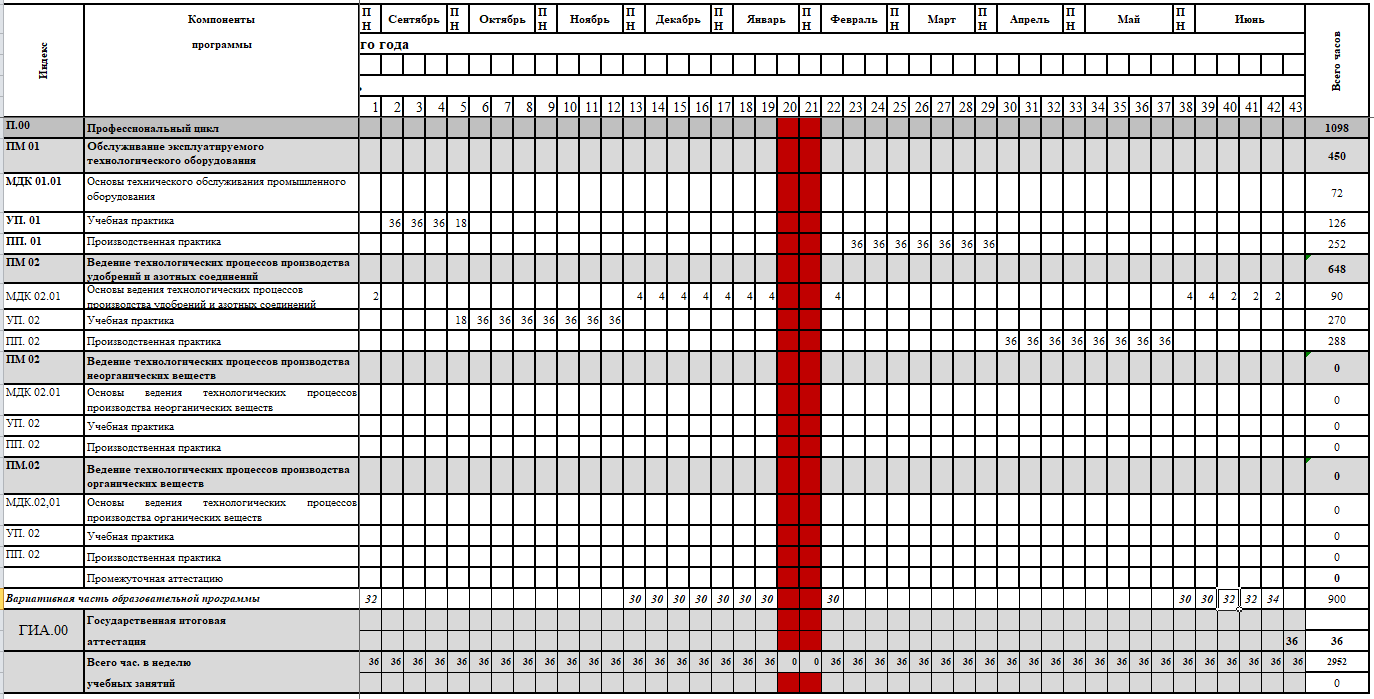 Индекс
Компоненты
программы
ПН Сентябрь ПН Октябрь ПН Ноябрь ПН Декабрь ПН Январь ПН Февраль ПН Март ПН Апрель ПН Май ПН Июнь
Всего часов
го года
1 2 3 4 5 6 7 8 9 10 11 12 13 14 15 16 17 18 19 20 21 22 23 24 25 26 27 28 29 30 31 32 33 34 35 36 37 38 39 40 41 42 43
П.00 Профессиональный цикл 1098
ПМ 01 Обслуживание эксплуатируемого
технологического оборудования 450
МДК 01.01 Основы технического обслуживания промышленного
оборудования 72
УП. 01 Учебная практика 36 36 36 18 126
ПП. 01 Производственная практика 36 36 36 36 36 36 36 252
ПМ 02 Ведение технологических процессов производства
удобрений и азотных соединений 648
МДК 02.01 Основы ведения технологических процессов
производства удобрений и азотных соединений 2 4 4 4 4 4 4 4 4 4 4 2 2 2 90
УП. 02 Учебная практика 18 36 36 36 36 36 36 36 270
ПП. 02 Производственная практика 36 36 36 36 36 36 36 36 288
ПМ 02 Ведение технологических процессов производства
неорганических веществ 0
МДК 02.01 Основы ведения технологических процессов
производства неорганических веществ 0
УП. 02 Учебная практика 0
ПП. 02 Производственная практика 0
ПМ.02 Ведение технологических процессов производства
органических веществ 0
МДК.02,01 Основы ведения технологических процессов
производства органических веществ 0
УП. 02 Учебная практика 0
ПП. 02 Производственная практика 0
Промежуточная аттестацию 0
Вариативная часть образовательной программы 32 30 30 30 30 30 30 30 30 30 30 32 32 34 900
ГИА.00 Государственная итоговая
аттестация 36 36
Всего час. в неделю 36 36 36 36 36 36 36 36 36 36 36 36 36 36 36 36 36 36 36 0 0 36 36 36 36 36 36 36 36 36 36 36 36 36 36 36 36 36 36 36 36 36 36 2952
учебных занятий 0